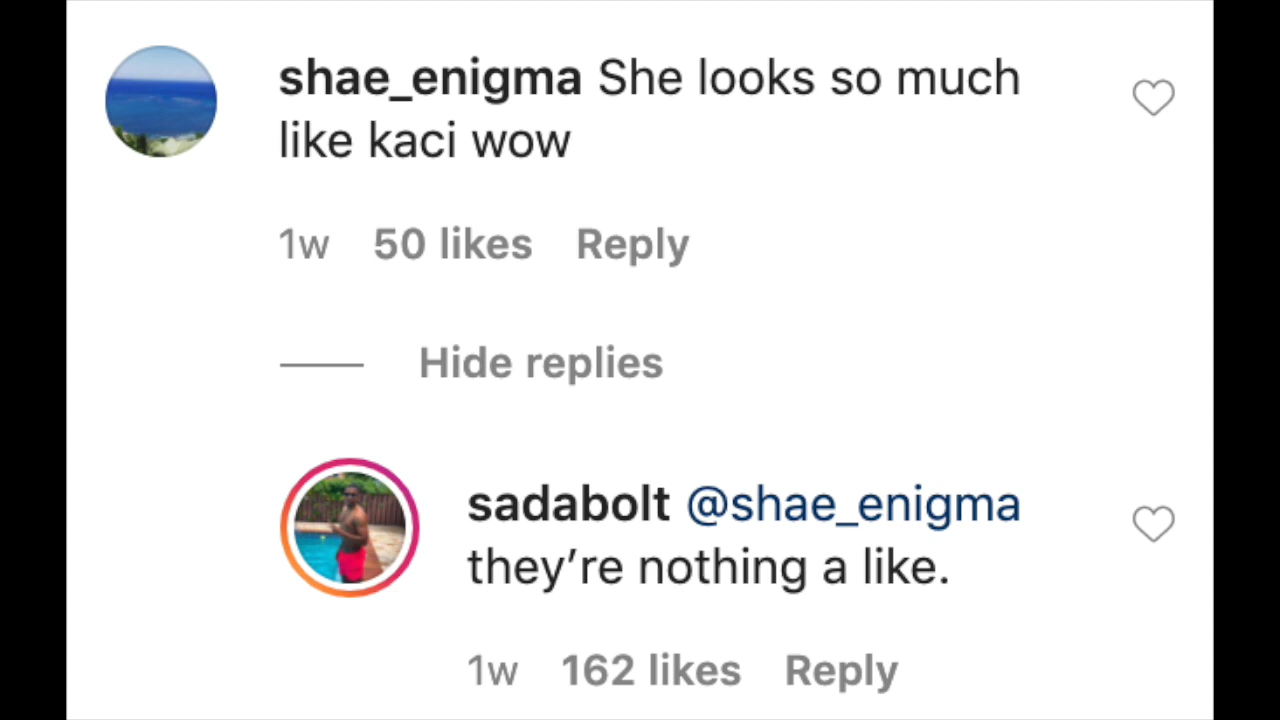 shae_enigma She looks so much
like kaci wow
1w 50 likes Reply
Hide replies
sadabolt @shae_enigma
they’re nothing a like.
1w 162 likes Reply